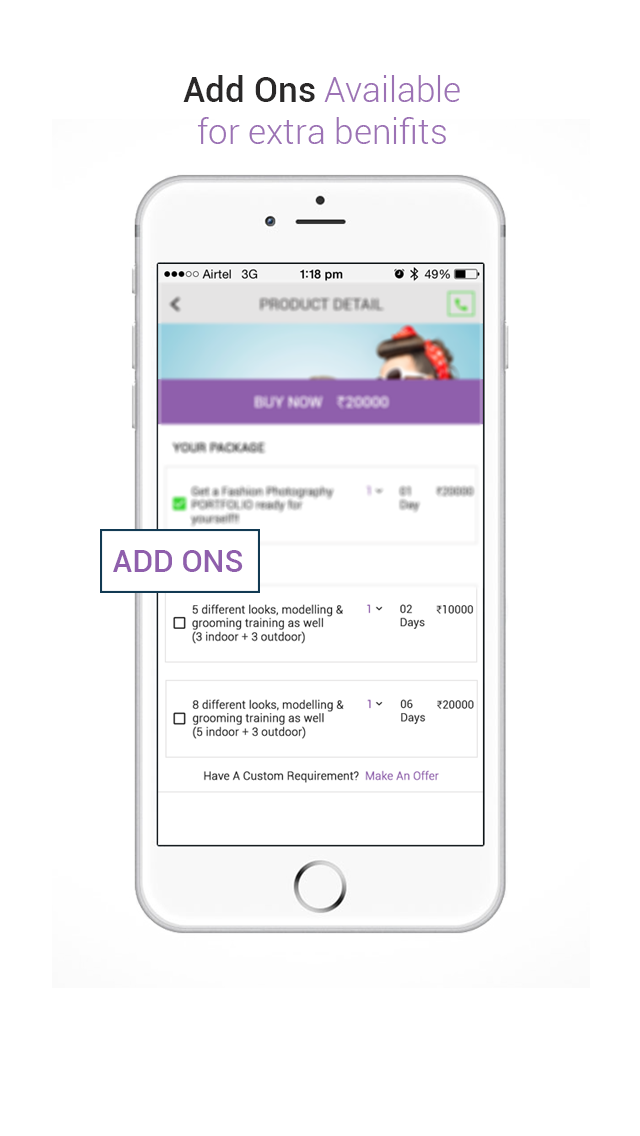 Add Ons Available
for extra benifits
Airtel 3G 1:18 pm 49%
PRODUCT DETAIL
BUY NOW ₹20000
YOUR PACKAGE
Get a Fashion Photography 1 01 ₹20000
PORTFOLIO ready for Day
yourself!!
ADD ONS
5 different looks, modelling & 1 02 ₹10000
grooming training as well Days
(3 indoor + 3 outdoor)
8 different looks, modelling & 1 06 ₹20000
grooming training as well Days
(5 indoor + 3 outdoor)
Have A Custom Requirement? Make An Offer